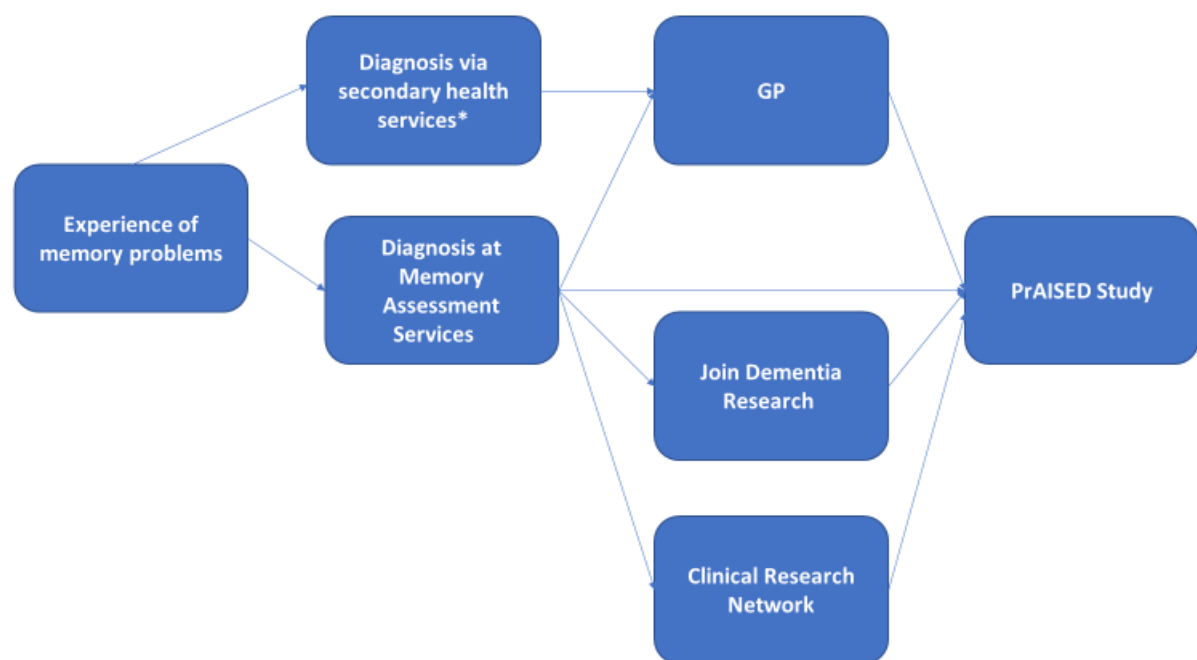 Diagnosis via
secondary health
services*
GP
Experience of
memory problems
Diagnosis at
Memory
Assessment
Services
PrAISED Study
Join Dementia
Research
Clinical Research
Network